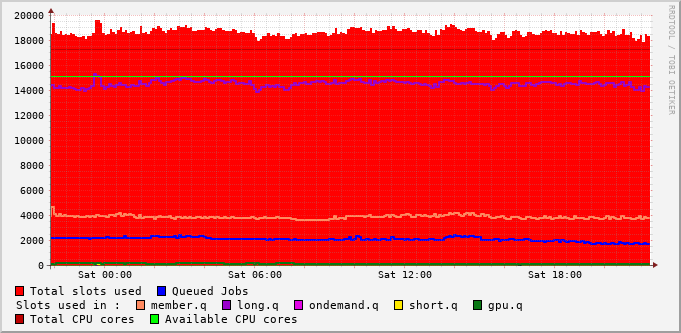 20000
18000
16000
14000
12000
10000
8000
6000
4000
2000
0
Sat 00:00 Sat 06:00 Sat 12:00 Sat 18:00
RRDTOOL / TOBI OETIKER
Total slots used Queued Jobs
Slots used in : member.q long.q ondemand.q short.q gpu.q
Total CPU cores Available CPU cores